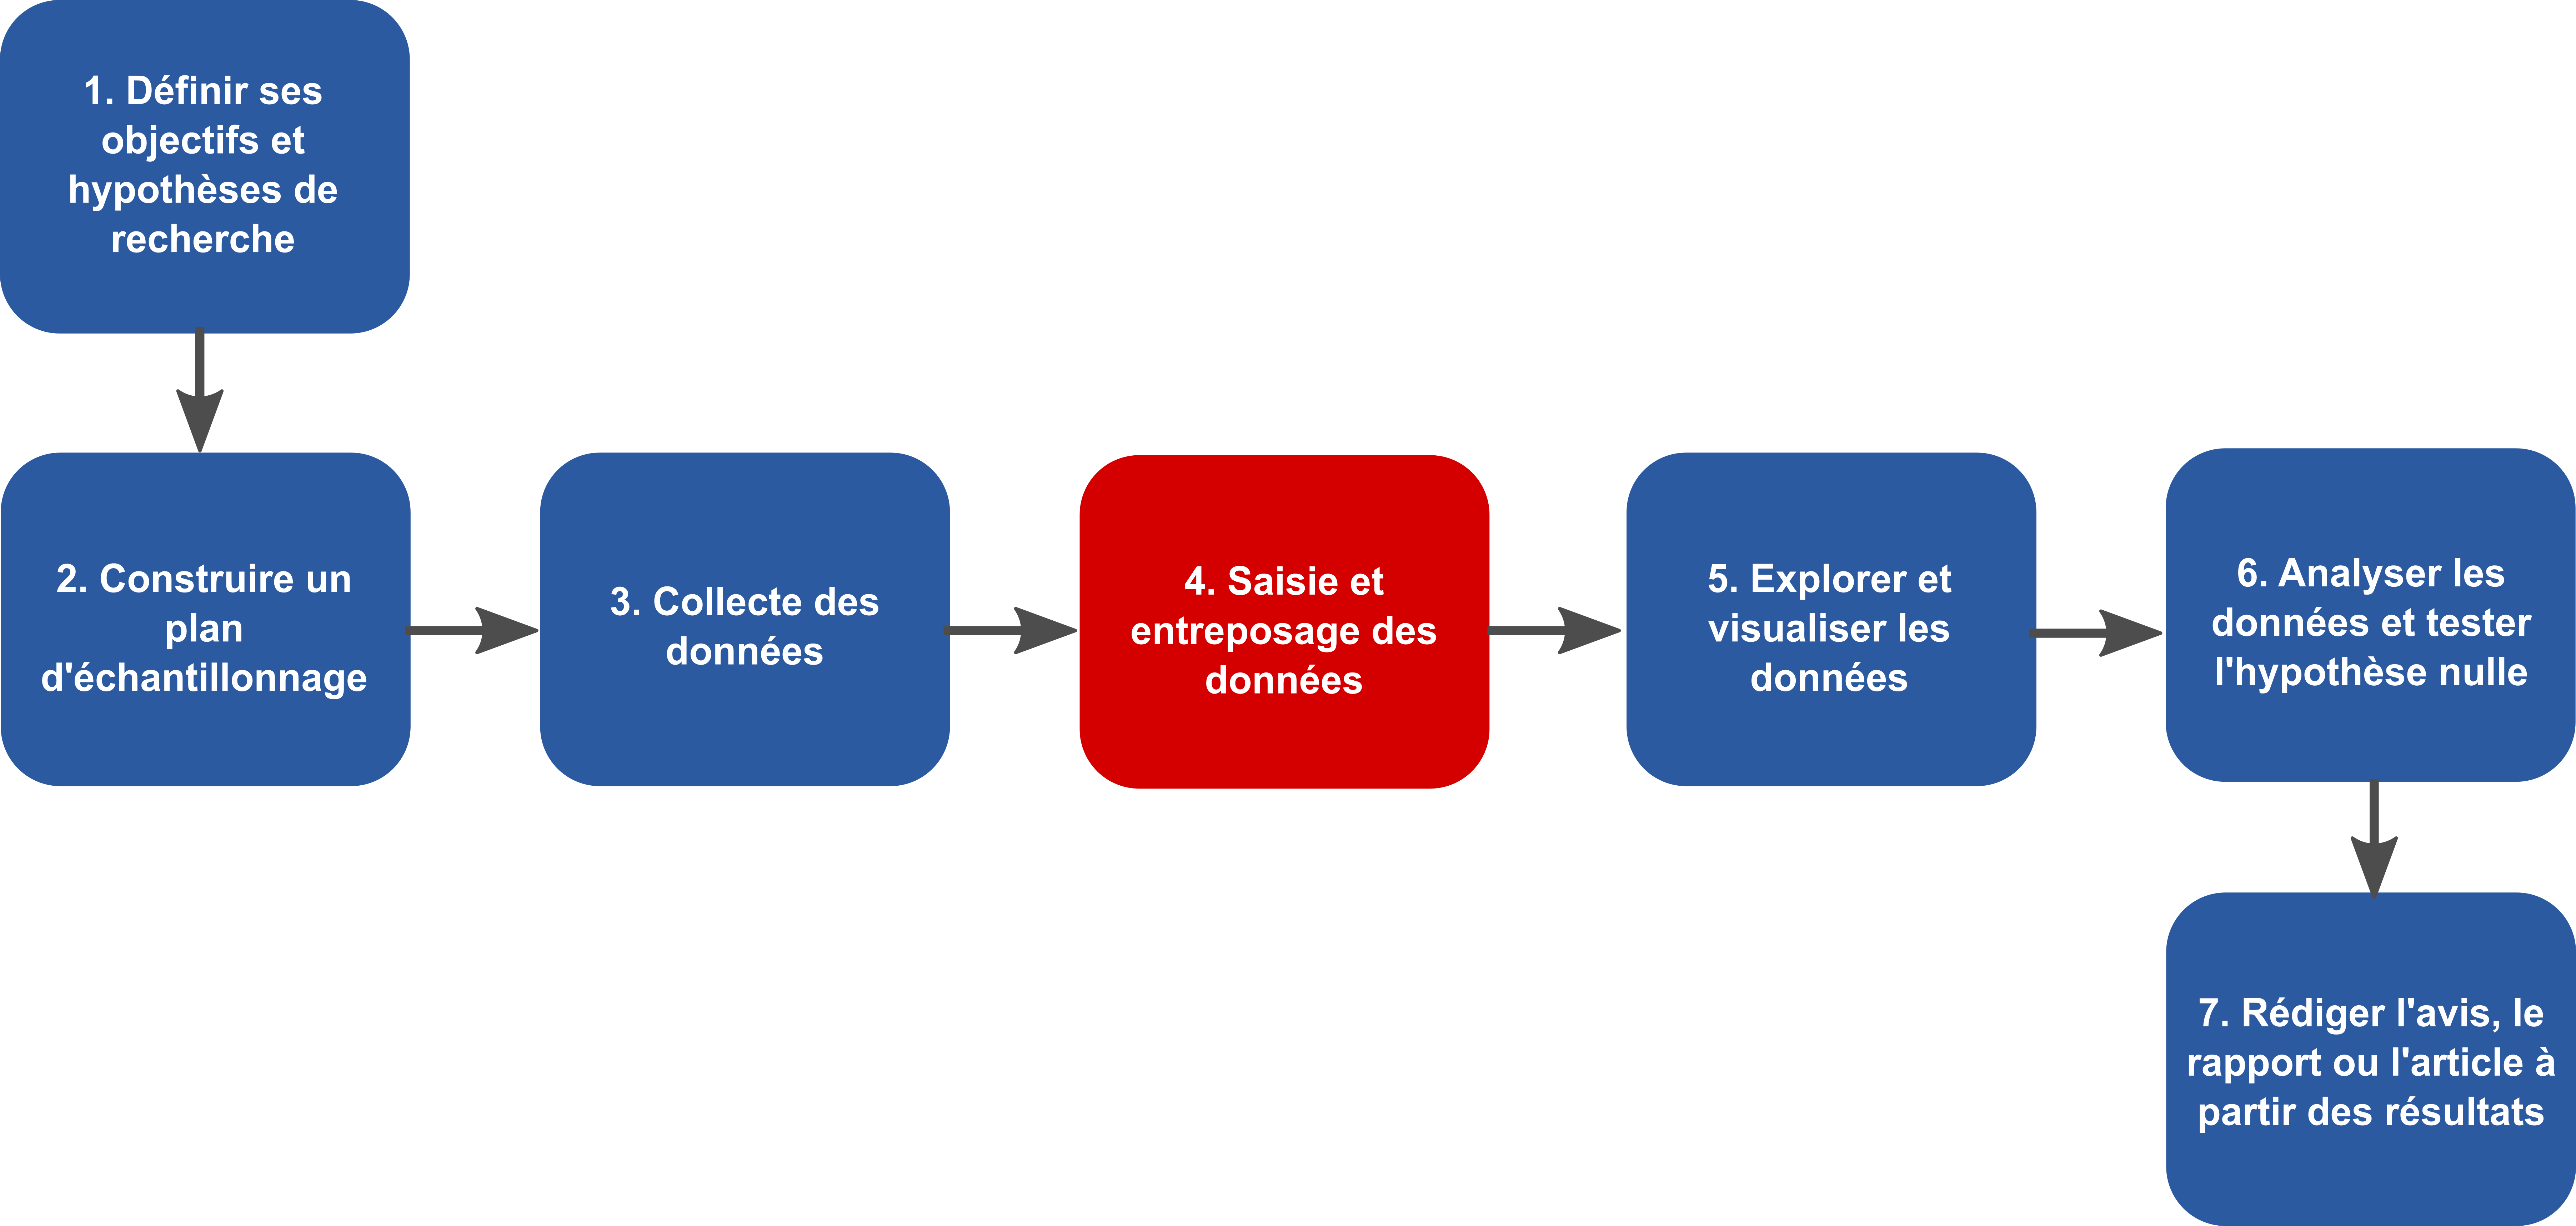 1. Définir ses
objectifs et
hypothèses de
recherche
2. Construire un
plan
d'échantillonnage
3. Collecte des
données
4. Saisie et
entreposage des
données
5. Explorer et
visualiser les
données
6. Analyser les
données et tester
l'hypothèse nulle
7. Rédiger l'avis, le
rapport ou l'article à
partir des résultats